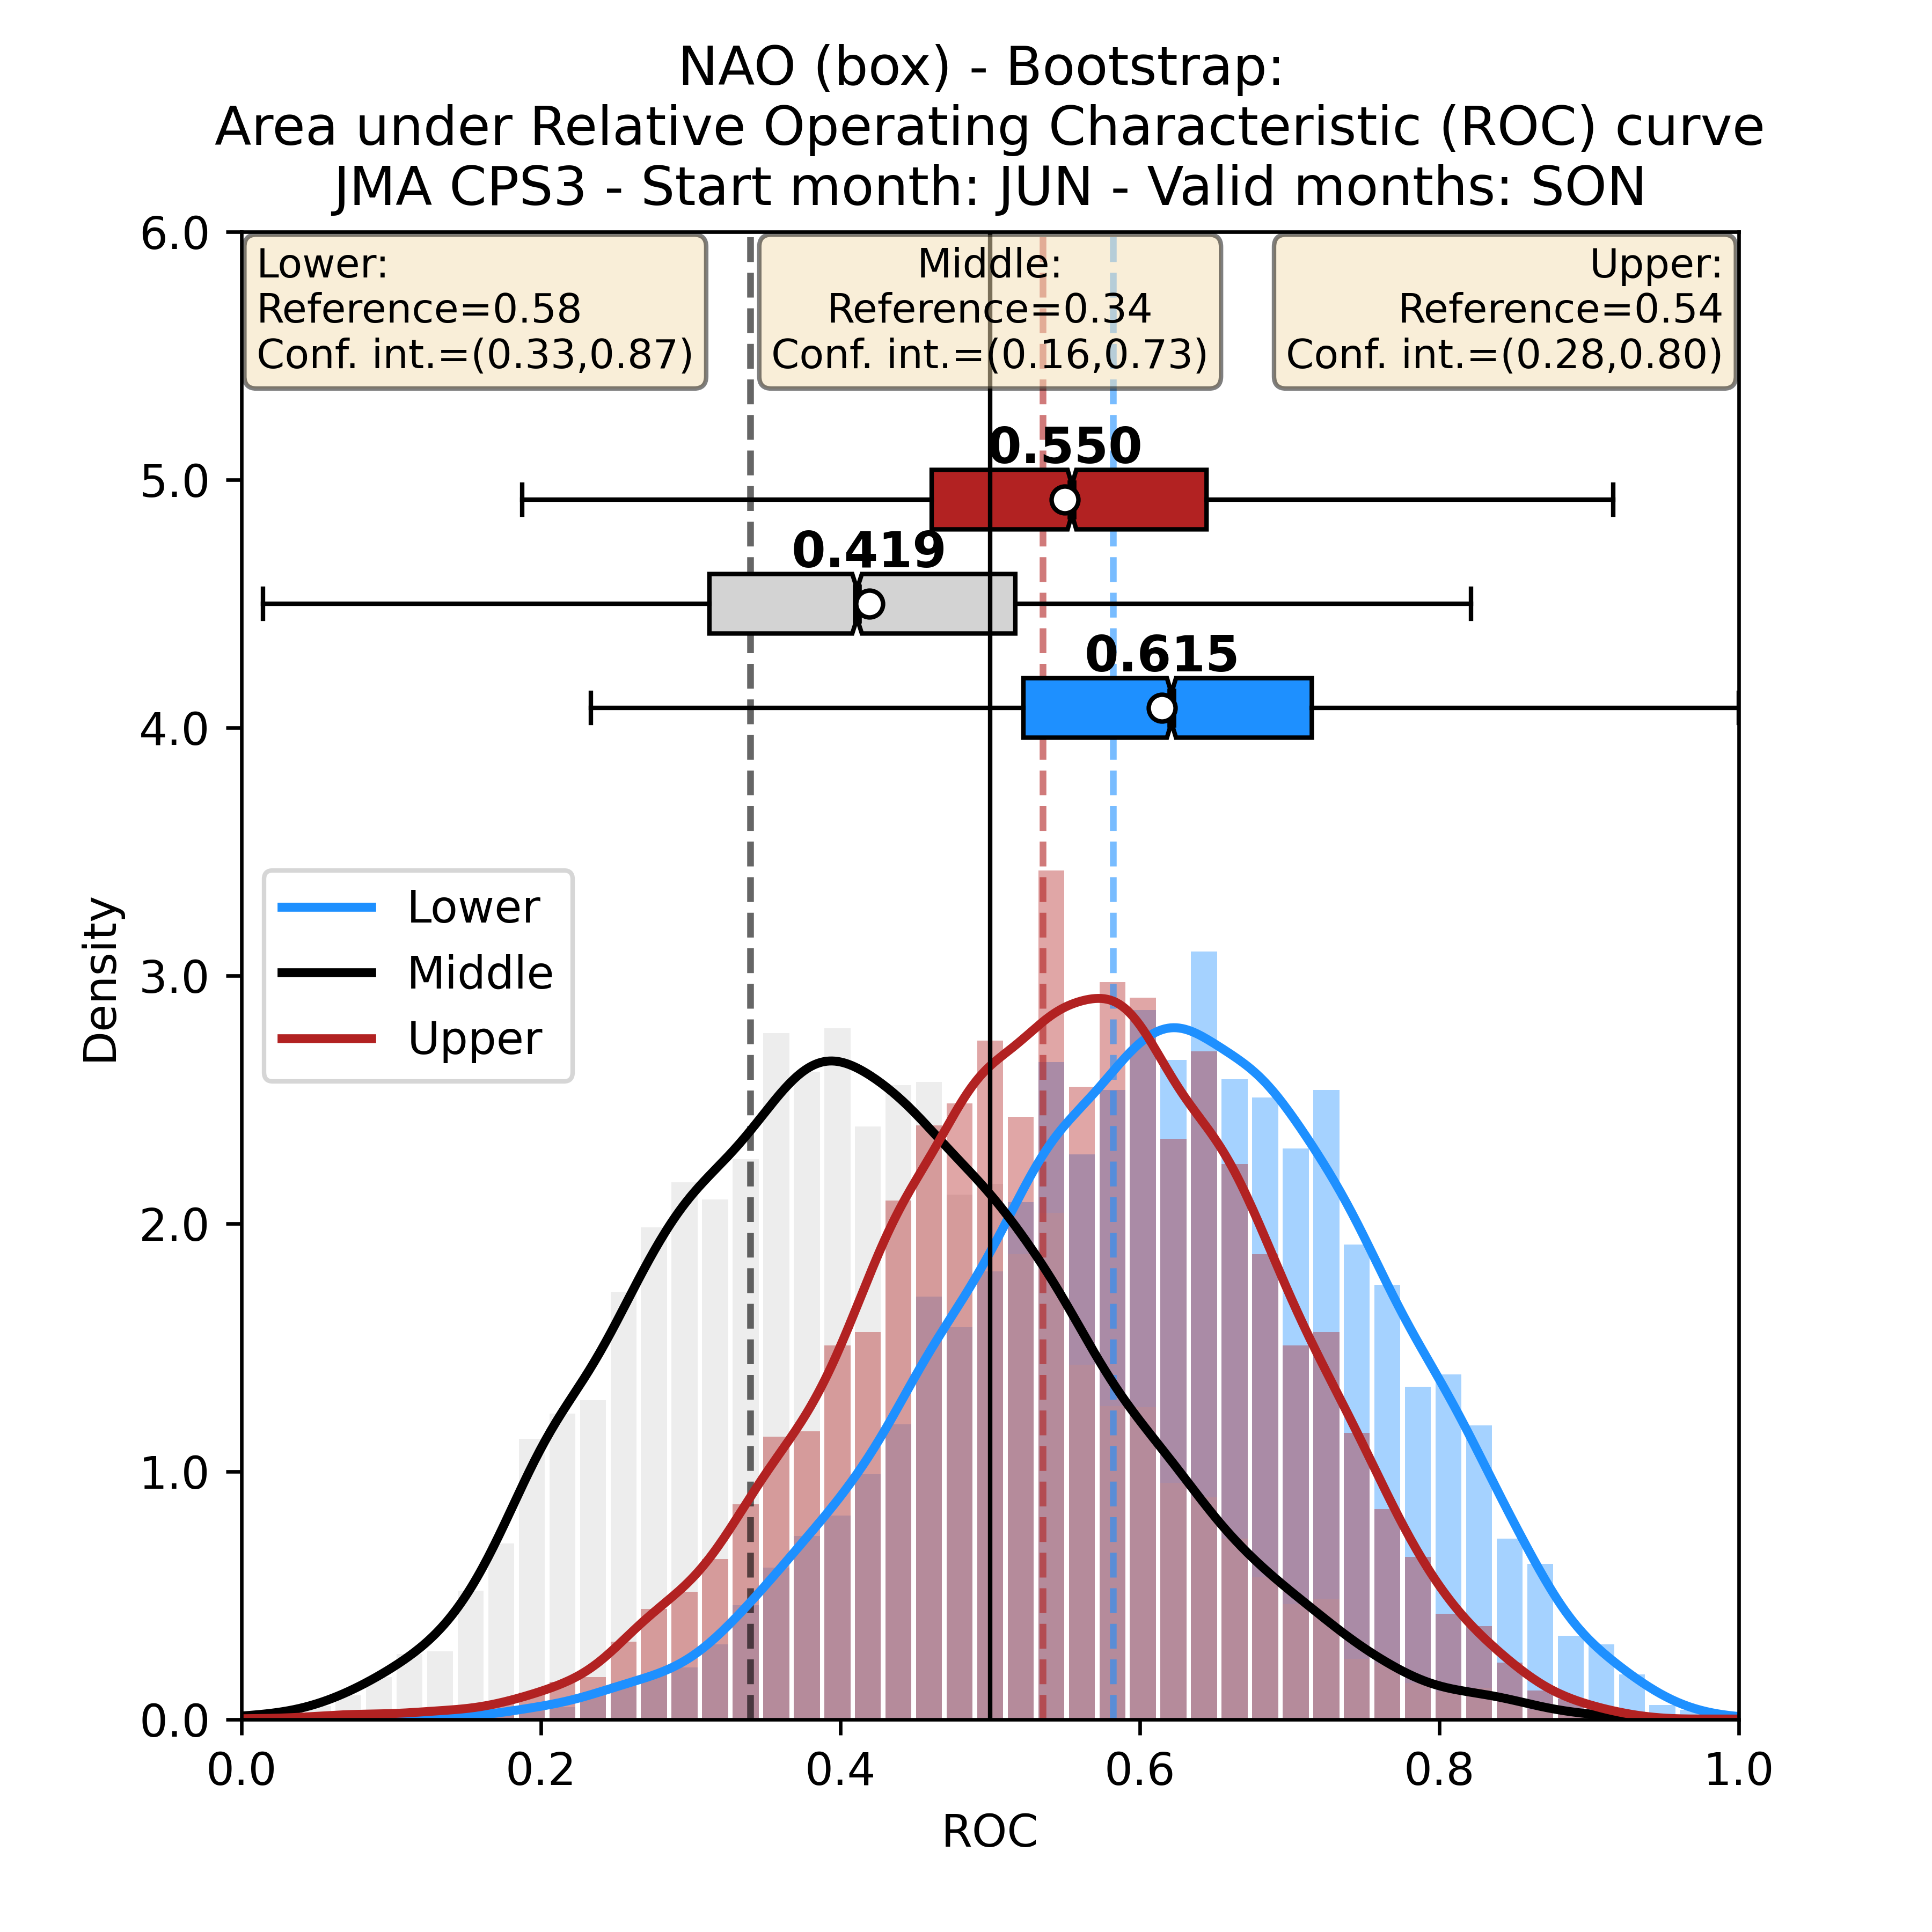 NAO (box) - Bootstrap:
Area under Relative Operating Characteristic (ROC) curve
JMA CPS3 - Start month: JUN - Valid months: SON
Lower:
Reference=0.58
Conf. int.=(0.33,0.87)
Middle:
Reference=0.34
Conf. int.=(0.16,0.73)
Upper:
Reference=0.54
Conf. int.=(0.28,0.80)
0.550
0.419
0.615
Lower
Middle
Upper
Density
6.0
5.0
4.0
3.0
2.0
1.0
0.0
0.0 0.2 0.4 0.6 0.8 1.0
ROC